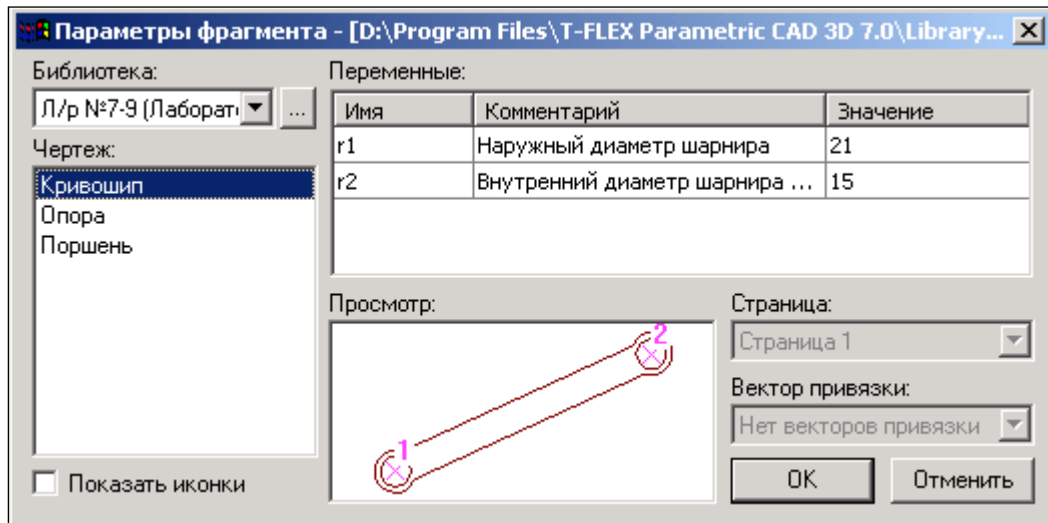 Параметры фрагмента - [D:\Program Files\T-FLEX Parametric CAD 3D 7.0\Library...
Библиотека:
Л/р №7-9 (Лаборат
...
Чертеж:
Кривошип
Опора
Поршень
Показать иконки
Переменные:
Имя Комментарий Значение
r1 Наружный диаметр шарнира 21
r2 Внутренний диаметр шарнира ... 15
Просмотр:
2
1
Страница:
Страница 1
Вектор привязки:
Нет векторов привязки
OK Отменить